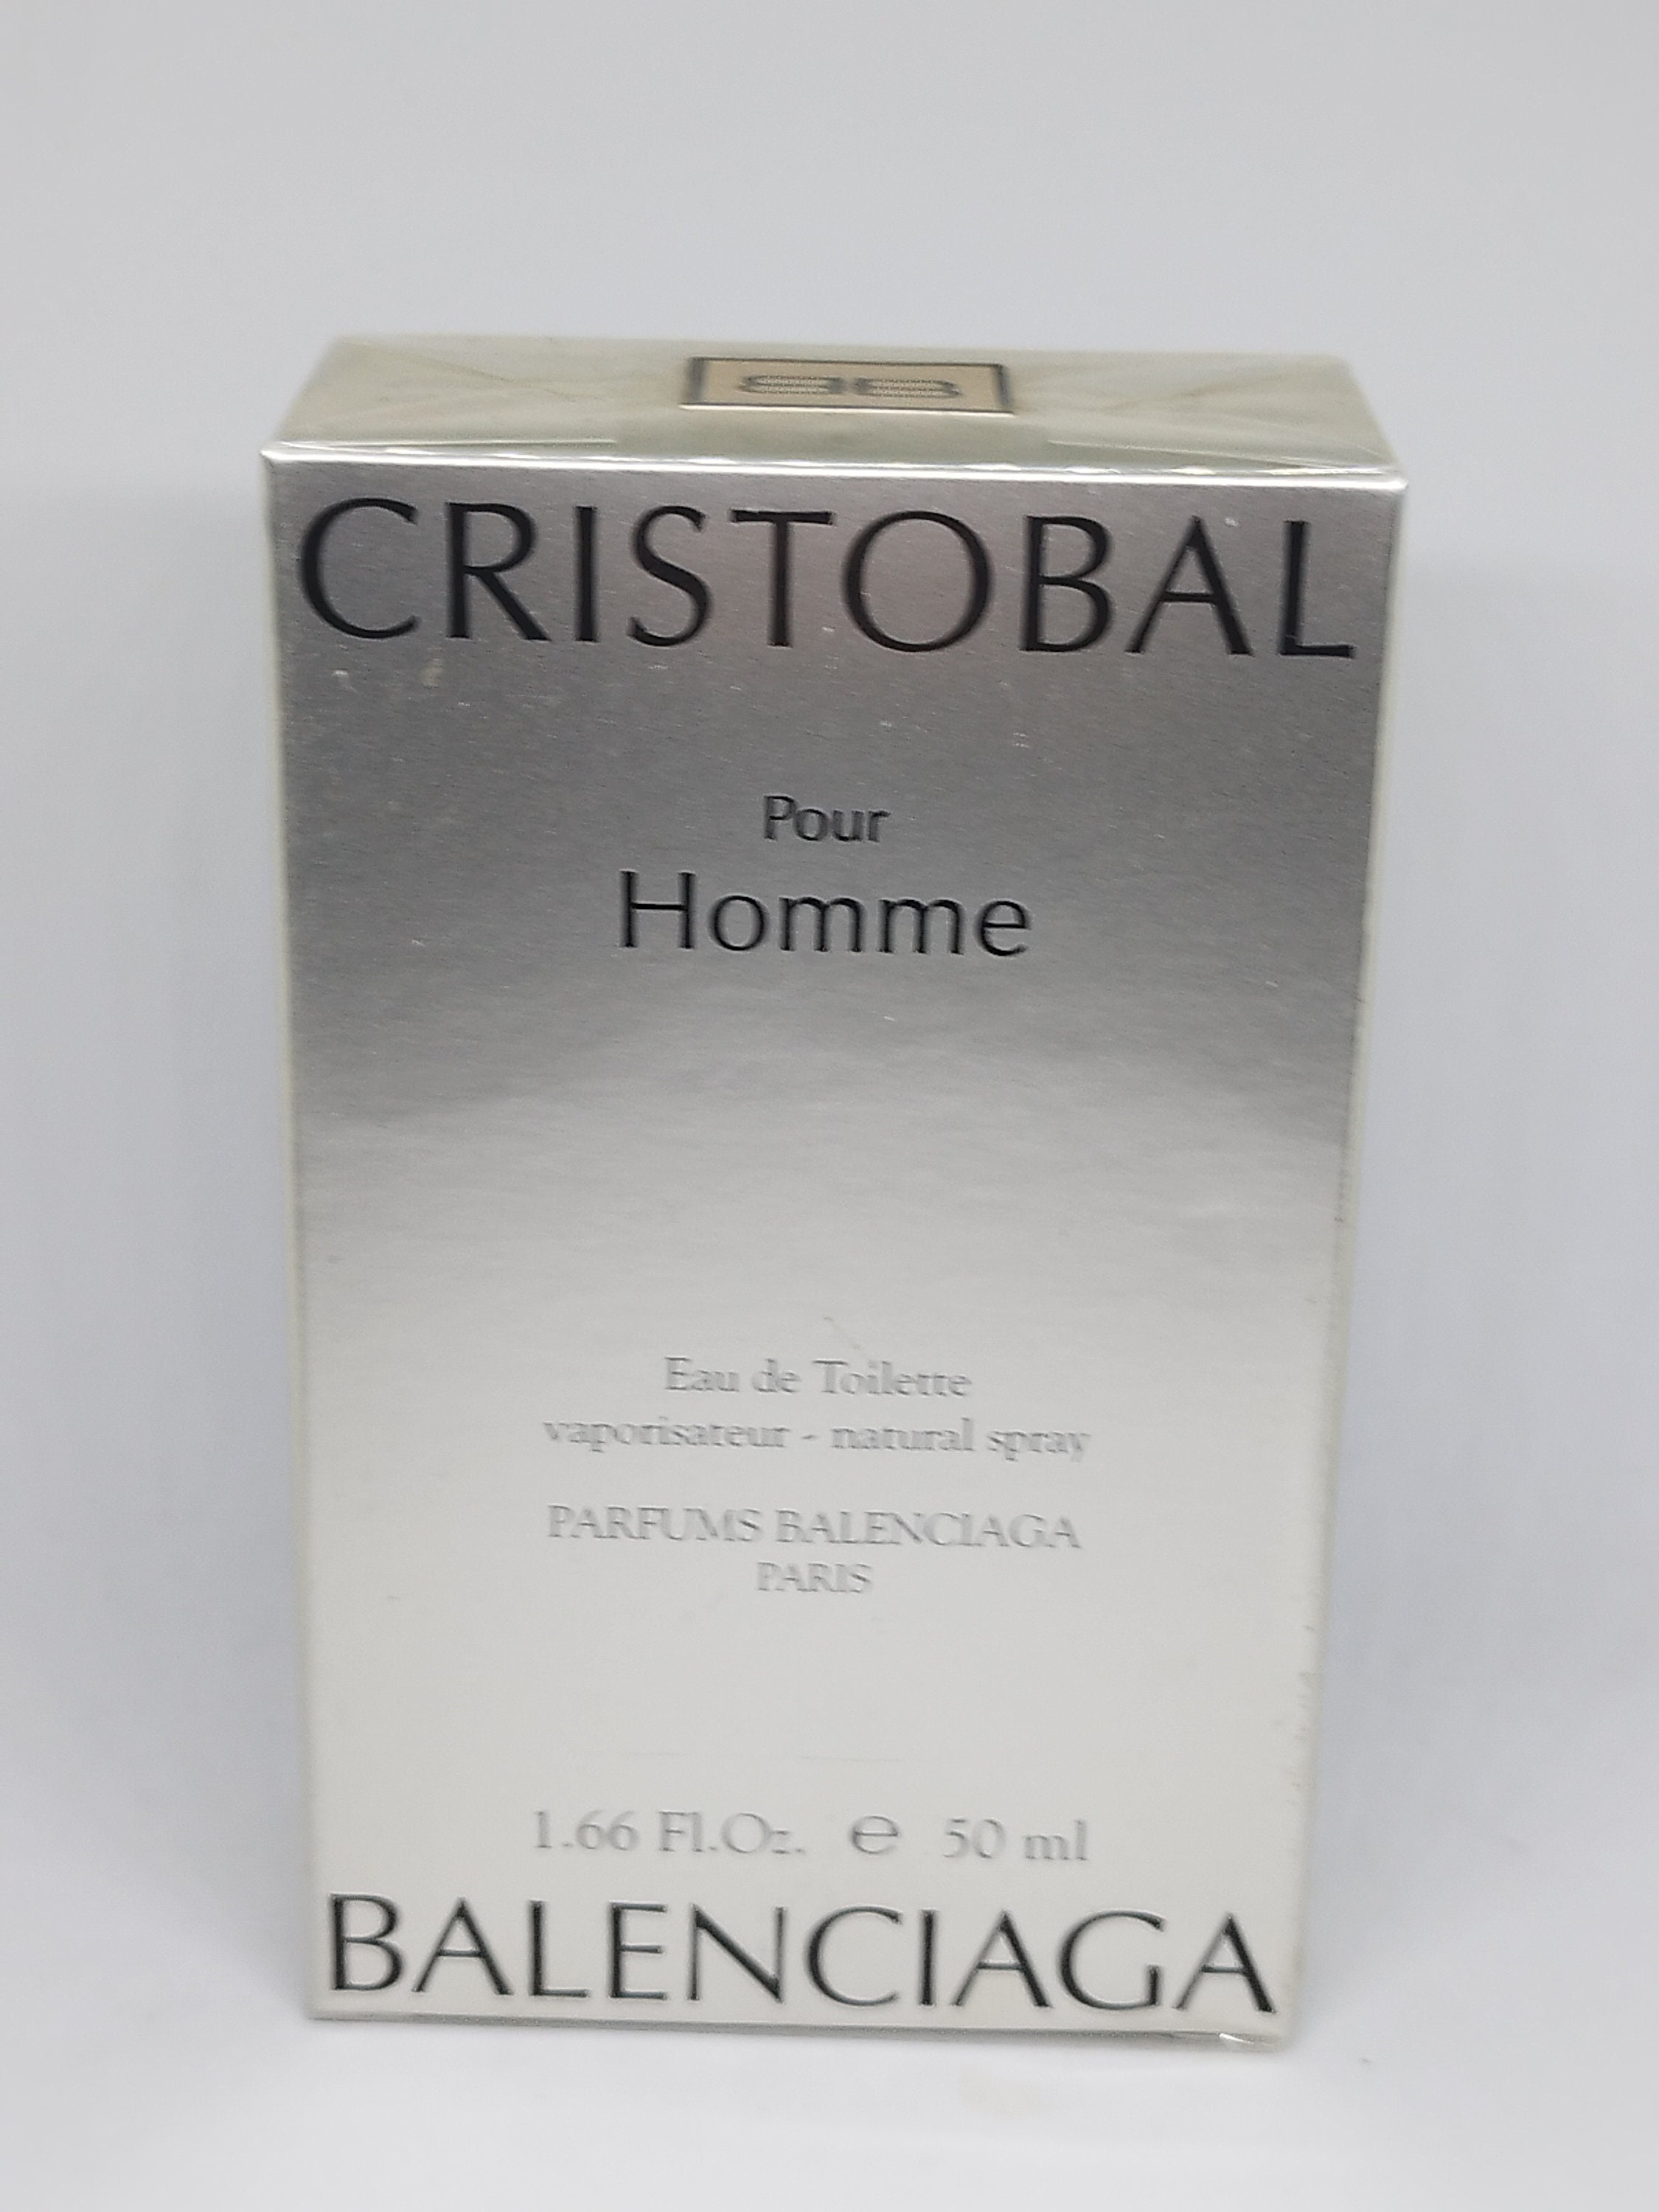 CRISTOBAL
Pour
Homme
Eau de Toilette
vaporisateur - natural spray
PARFUMS BALENCIAGA
PARIS
1.66 Fl.Oz. ℮ 50 ml
BALENCIAGA